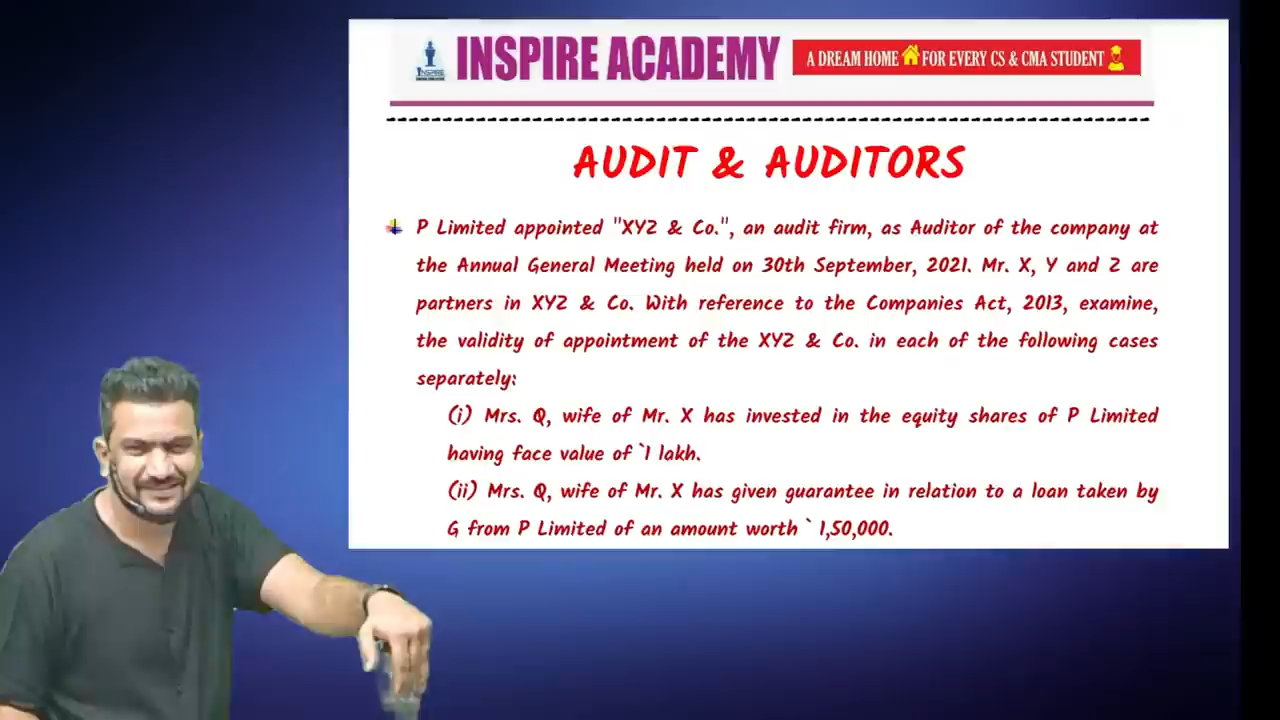 INSPIRE ACADEMY
A DREAM HOME FOR EVERY CS & CMA STUDENT
AUDIT & AUDITORS
P Limited appointed "XYZ & Co.", an audit firm, as Auditor of the company at
the Annual General Meeting held on 30th September, 2021. Mr. X, Y and Z are
partners in XYZ & Co. With reference to the Companies Act, 2013, examine,
the validity of appointment of the XYZ & Co. in each of the following cases
separately:
(i) Mrs. Q, wife of Mr. X has invested in the equity shares of P Limited
having face value of `1 lakh.
(ii) Mrs. Q, wife of Mr. X has given guarantee in relation to a loan taken by
G from P Limited of an amount worth ` 1,50,000.